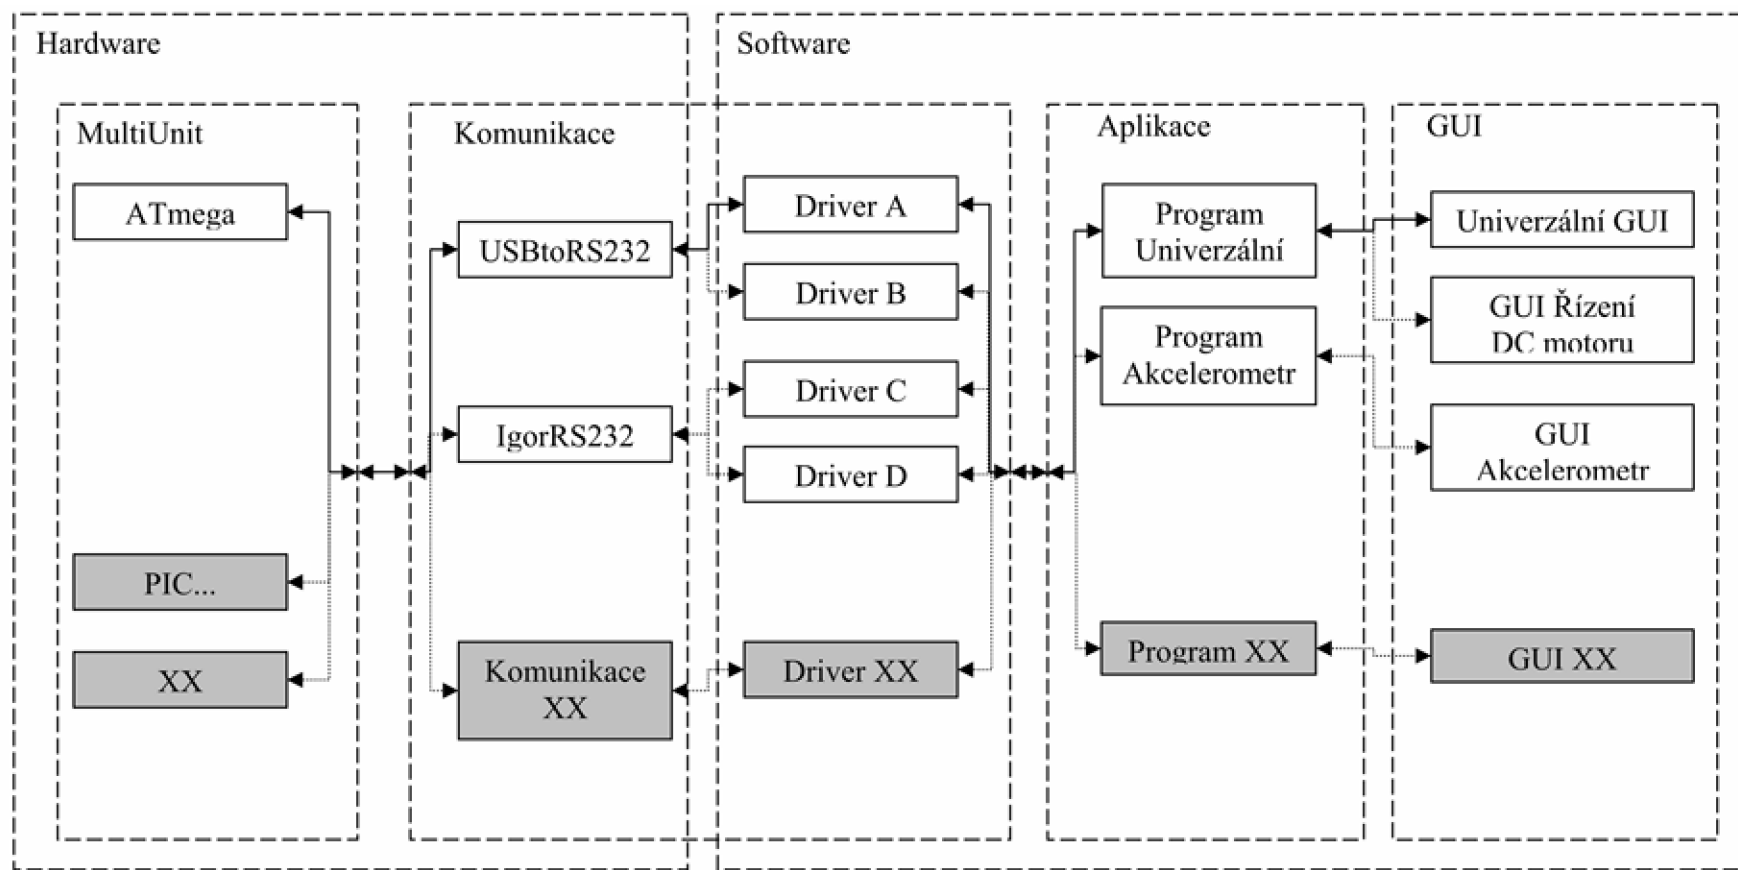 Hardware
Software
MultiUnit
Komunikace
Aplikace
GUI
ATmega
PIC...
XX
USBtoRS232
IgorRS232
Komunikace
XX
Driver A
Driver B
Driver C
Driver D
Driver XX
Program
Univerzální
Program
Akcelerometr
Program XX
Univerzální GUI
GUI Řízení
DC motoru
GUI
Akcelerometr
GUI XX